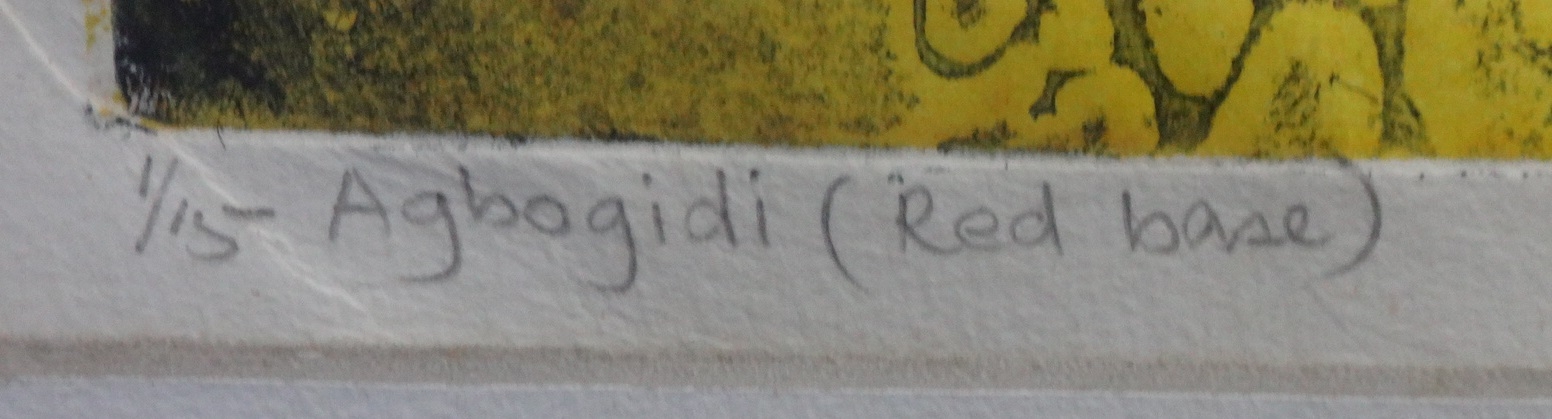 1/15 Agbogidi (Red base)